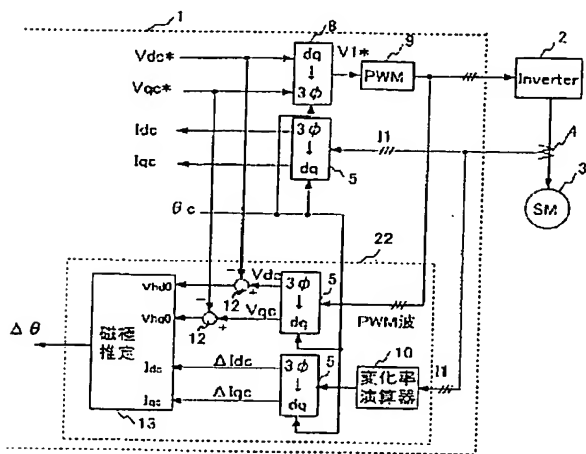 1
8
9
2
Vdc*
dq
↓
3φ
V1*
PWM
Inverter
Vqc*
Idc
3φ
↓
dq
I1
A
Iqc
5
3
SM
θc
22
Vhd0
Vdc
12
3φ
↓
dq
5
Vhq0
Vqc
12
PWM波
Δθ
磁極
推定
Idc
ΔIdc
3φ
↓
dq
5
10
変化率
演算器
I1
Iqc
ΔIqc
13